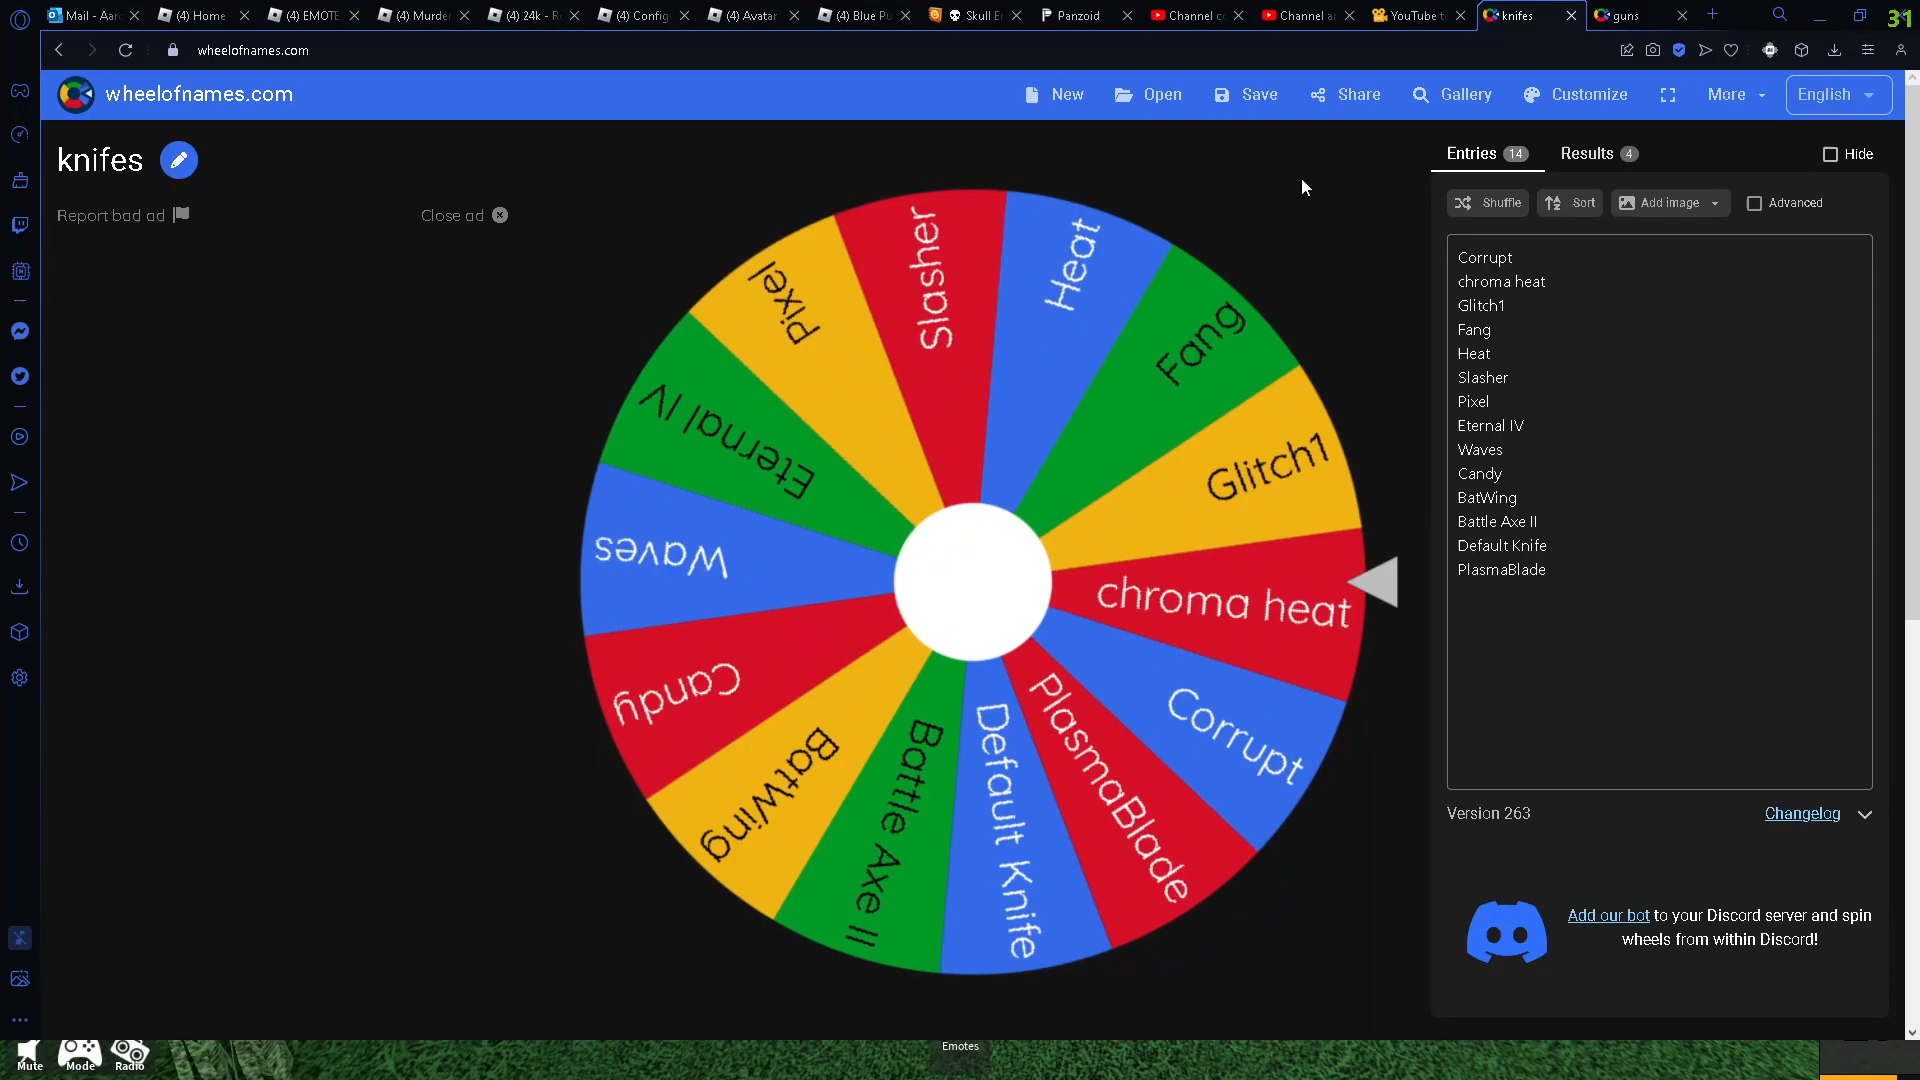 Mail - Aar
(4) Home
(4) EMOTE
(4) Murder
(4) 24k - R
(4) Config
(4) Avatar
(4) Blue Pu
Skull En
Panzoid
Channel c
Channel a
YouTube t
knifes
guns
31
wheelofnames.com
wheelofnames.com
New
Open
Save
Share
Gallery
Customize
More
English
knifes
Report bad ad
Close ad
Entries 14
Results 4
Hide
Shuffle
Sort
Add image
Advanced
Corrupt
chroma heat
Glitch1
Fang
Heat
Slasher
Pixel
Eternal IV
Waves
Candy
BatWing
Battle Axe II
Default Knife
PlasmaBlade
Slasher
Heat
Fang
Glitch1
chroma heat
Corrupt
PlasmaBlade
Default Knife
Battle Axe II
BatWing
Candy
Waves
Eternal IV
Pixel
Version 263
Changelog
Add our bot to your Discord server and spin
wheels from within Discord!
Mute
Mode
Radio
Emotes